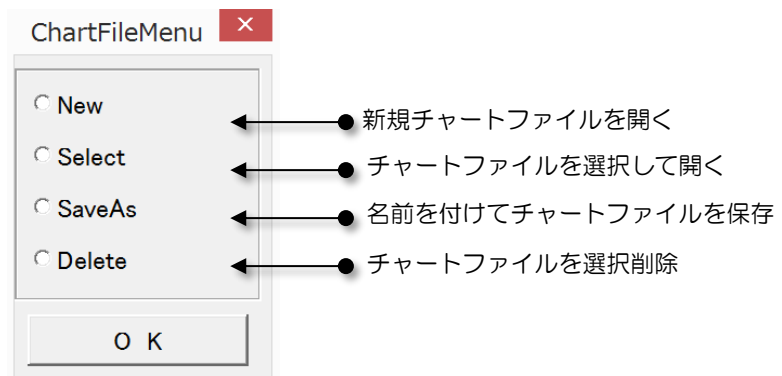 ChartFileMenu
New
新規チャートファイルを開く
Select
チャートファイルを選択して開く
SaveAs
名前を付けてチャートファイルを保存
Delete
チャートファイルを選択削除
O K